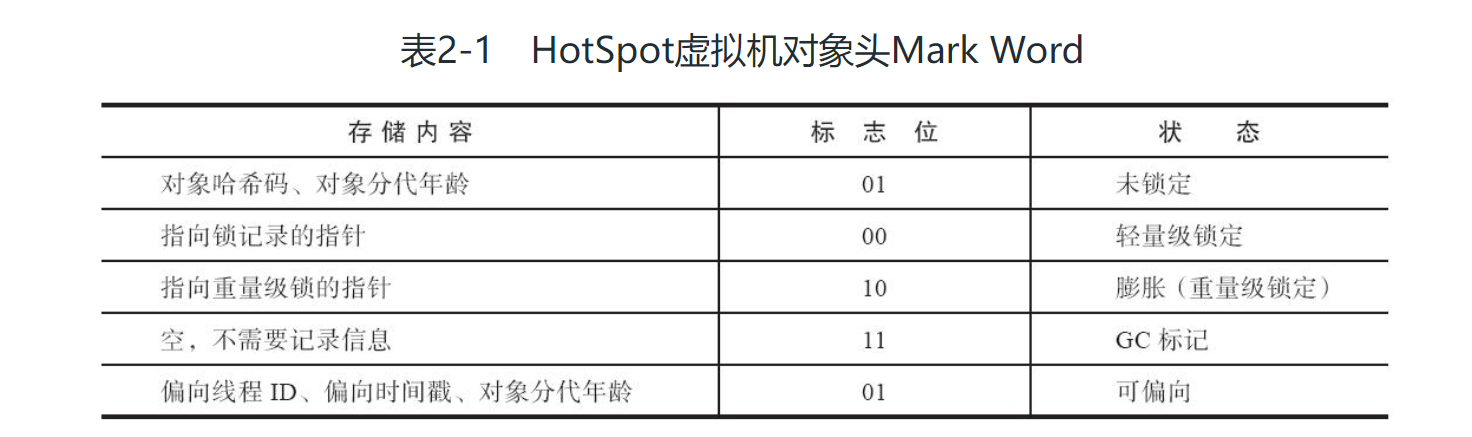 表2-1 HotSpot虚拟机对象头Mark Word
存储内容 标志位 状态
对象哈希码、对象分代年龄 01 未锁定
指向锁记录的指针 00 轻量级锁定
指向重量级锁的指针 10 膨胀（重量级锁定）
空，不需要记录信息 11 GC 标记
偏向线程 ID、偏向时间戳、对象分代年龄 01 可偏向